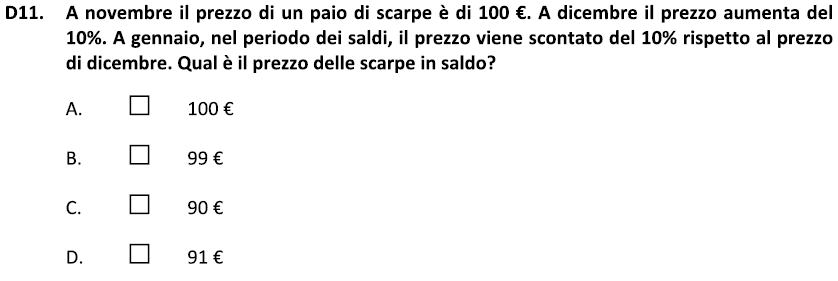 D11. A novembre il prezzo di un paio di scarpe è di 100 €. A dicembre il prezzo aumenta del
10%. A gennaio, nel periodo dei saldi, il prezzo viene scontato del 10% rispetto al prezzo
di dicembre. Qual è il prezzo delle scarpe in saldo?
A. ☐ 100 €
B. ☐ 99 €
C. ☐ 90 €
D. ☐ 91 €